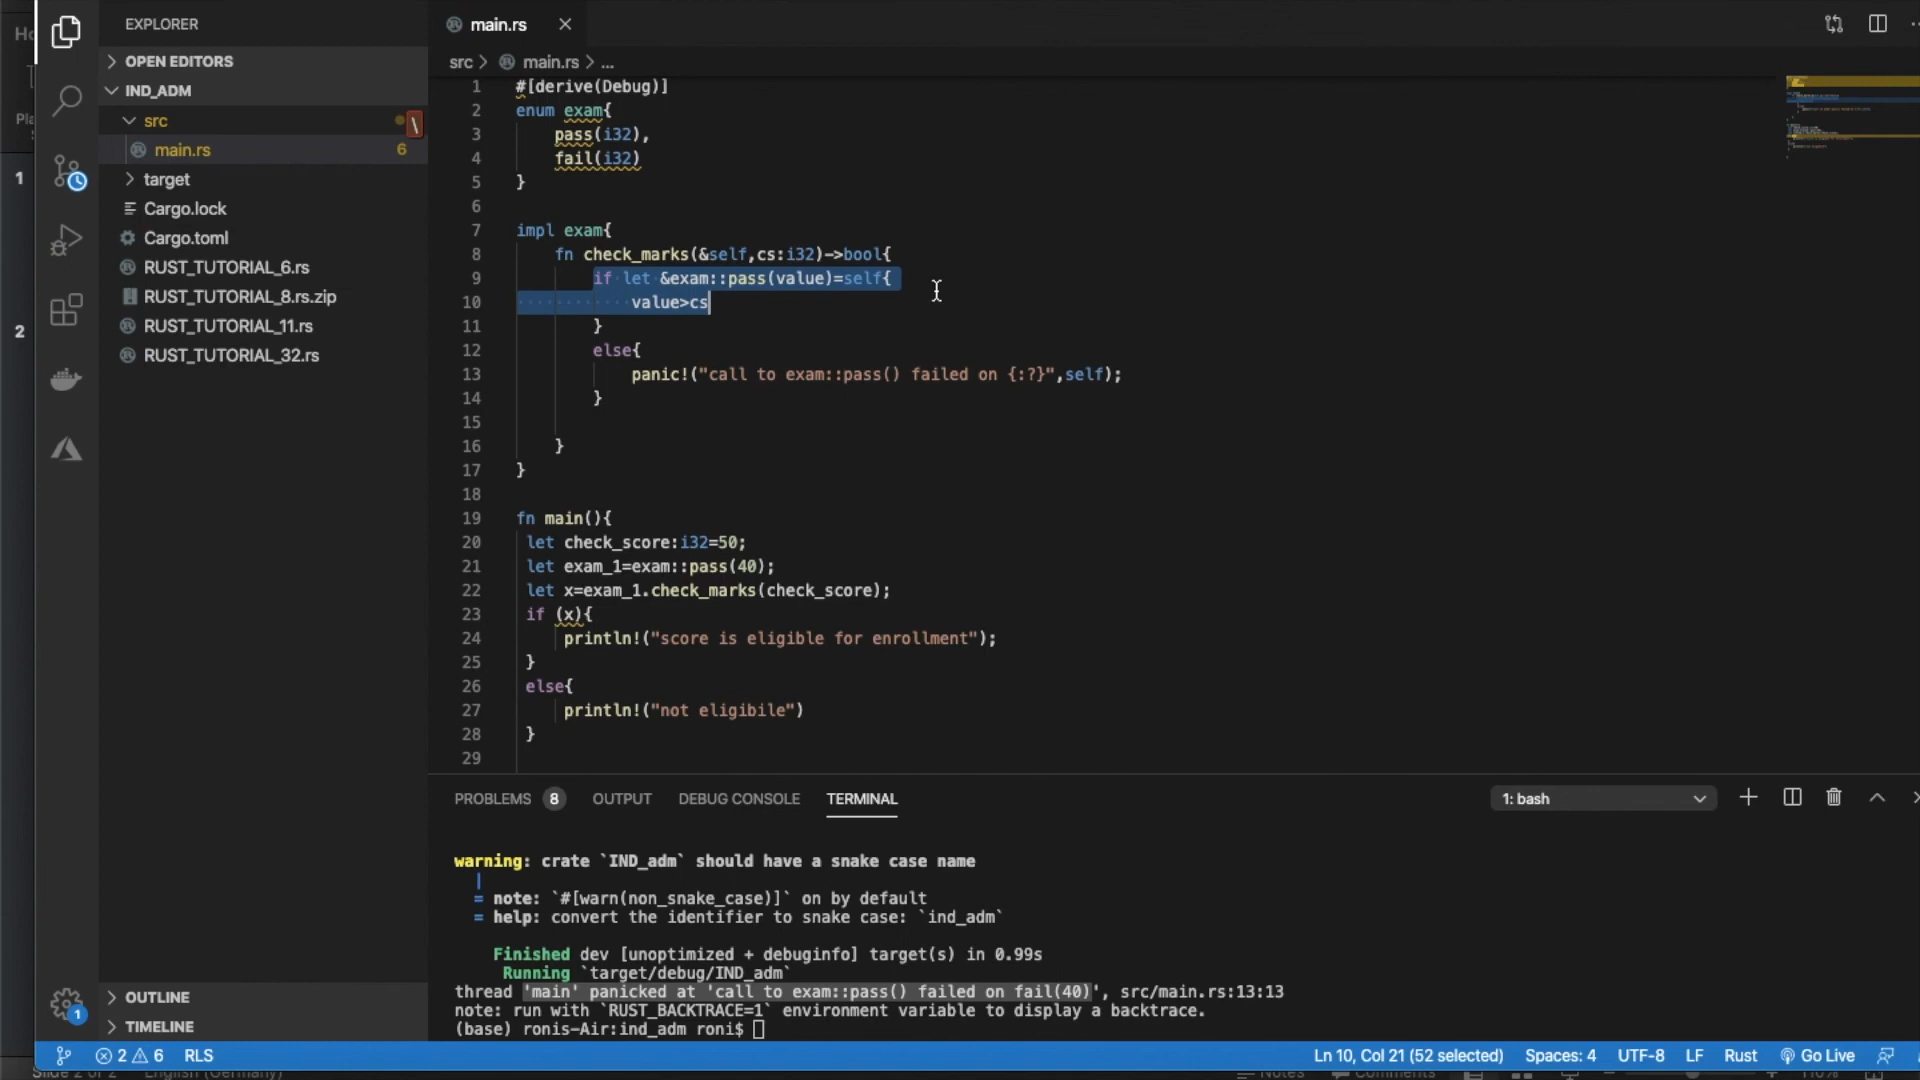 EXPLORER
OPEN EDITORS
IND_ADM
src
main.rs 6
target
Cargo.lock
Cargo.toml
RUST_TUTORIAL_6.rs
RUST_TUTORIAL_8.rs.zip
RUST_TUTORIAL_11.rs
RUST_TUTORIAL_32.rs
OUTLINE
TIMELINE
1
2
1
main.rs
src > main.rs > ...
1 #[derive(Debug)]
2 enum exam{
3 pass(i32),
4 fail(i32)
5 }
6
7 impl exam{
8 fn check_marks(&self,cs:i32)->bool{
9 if let &exam::pass(value)=self{
10 value>cs
11 }
12 else{
13 panic!("call to exam::pass() failed on {:?}",self);
14 }
15
16 }
17 }
18
19 fn main(){
20 let check_score:i32=50;
21 let exam_1=exam::pass(40);
22 let x=exam_1.check_marks(check_score);
23 if (x){
24 println!("score is eligible for enrollment");
25 }
26 else{
27 println!("not eligibile")
28 }
29
PROBLEMS 8 OUTPUT DEBUG CONSOLE TERMINAL 1: bash
warning: crate `IND_adm` should have a snake case name
|
= note: `#[warn(non_snake_case)]` on by default
= help: convert the identifier to snake case: `ind_adm`
Finished dev [unoptimized + debuginfo] target(s) in 0.99s
Running `target/debug/IND_adm`
thread 'main' panicked at 'call to exam::pass() failed on fail(40)', src/main.rs:13:13
note: run with `RUST_BACKTRACE=1` environment variable to display a backtrace.
(base) ronis-Air:ind_adm roni$
2 6 RLS Ln 10, Col 21 (52 selected) Spaces: 4 UTF-8 LF Rust Go Live